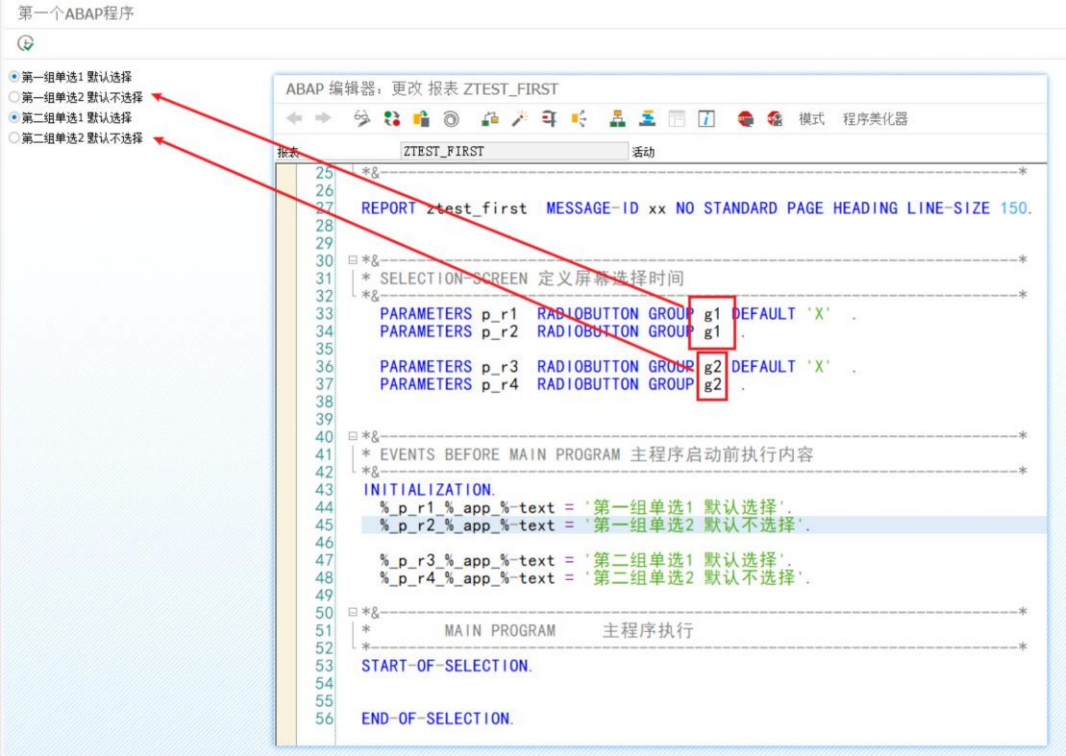 第一个ABAP程序
第一组单选1 默认选择
第一组单选2 默认不选择
第二组单选1 默认选择
第二组单选2 默认不选择
ABAP 编辑器: 更改 报表 ZTEST_FIRST
模式 程序美化器
报表 ZTEST_FIRST 活动
25 *&---------------------------------------------------------------------*
26
27 REPORT ztest_first  MESSAGE-ID xx NO STANDARD PAGE HEADING LINE-SIZE 150.
28
29
30 *&---------------------------------------------------------------------*
31 * SELECTION-SCREEN 定义屏幕选择时间
32 *&---------------------------------------------------------------------*
33 PARAMETERS p_r1  RADIOBUTTON GROUP g1 DEFAULT 'X'  .
34 PARAMETERS p_r2  RADIOBUTTON GROUP g1  .
35
36 PARAMETERS p_r3  RADIOBUTTON GROUP g2 DEFAULT 'X'  .
37 PARAMETERS p_r4  RADIOBUTTON GROUP g2  .
38
39
40 *&---------------------------------------------------------------------*
41 * EVENTS BEFORE MAIN PROGRAM 主程序启动前执行内容
42 *&---------------------------------------------------------------------*
43 INITIALIZATION.
44 %_p_r1_%_app_%-text = '第一组单选1 默认选择'.
45 %_p_r2_%_app_%-text = '第一组单选2 默认不选择'.
46
47 %_p_r3_%_app_%-text = '第二组单选1 默认选择'.
48 %_p_r4_%_app_%-text = '第二组单选2 默认不选择'.
49
50 *&---------------------------------------------------------------------*
51 *        MAIN PROGRAM     主程序执行
52 *----------------------------------------------------------------------*
53 START-OF-SELECTION.
54
55
56 END-OF-SELECTION.